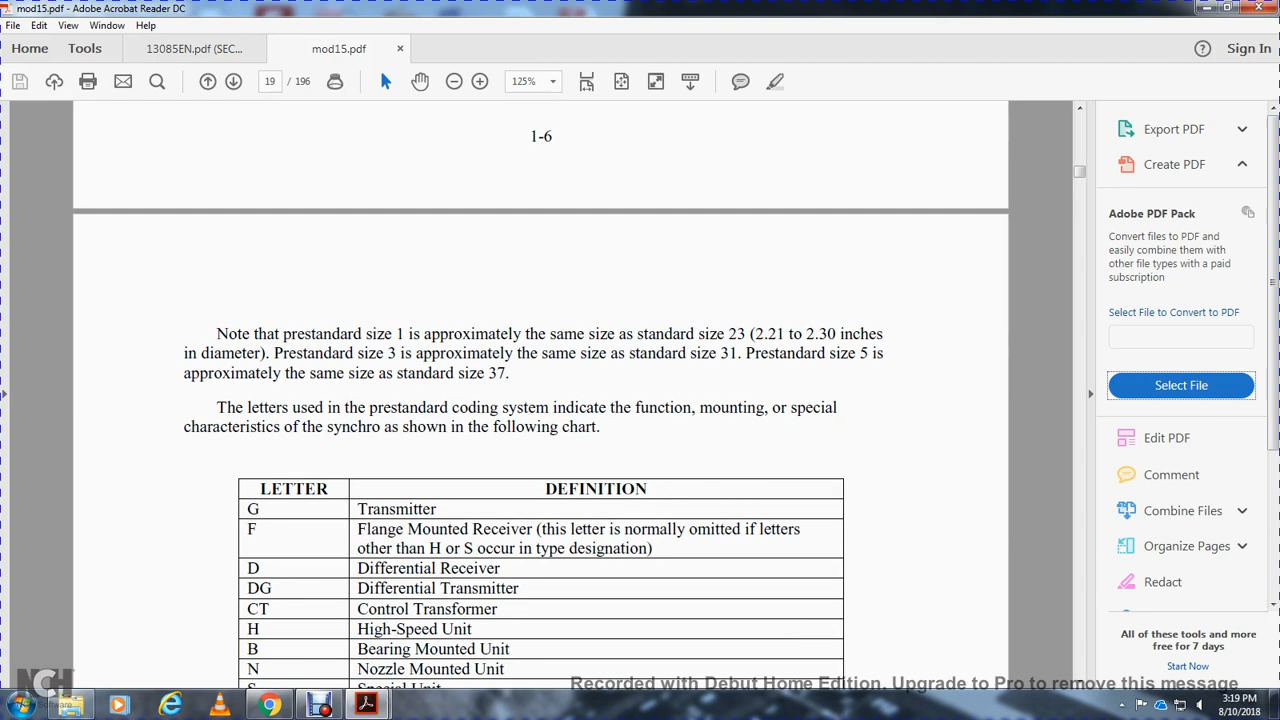 mod15.pdf - Adobe Acrobat Reader DC
File Edit View Window Help
Home Tools 13085EN.pdf (SEC... mod15.pdf × Sign In
19 / 196 125%
1-6
Note that prestandard size 1 is approximately the same size as standard size 23 (2.21 to 2.30 inches
in diameter). Prestandard size 3 is approximately the same size as standard size 31. Prestandard size 5 is
approximately the same size as standard size 37.
The letters used in the prestandard coding system indicate the function, mounting, or special
characteristics of the synchro as shown in the following chart.
LETTER DEFINITION
G Transmitter
F Flange Mounted Receiver (this letter is normally omitted if letters
other than H or S occur in type designation)
D Differential Receiver
DG Differential Transmitter
CT Control Transformer
H High-Speed Unit
B Bearing Mounted Unit
N Nozzle Mounted Unit
S Special Unit
Export PDF
Create PDF
Adobe PDF Pack
Convert files to PDF and
easily combine them with
other file types with a paid
subscription
Select File to Convert to PDF
Select File
Edit PDF
Comment
Combine Files
Organize Pages
Redact
All of these tools and more
free for 7 days
Start Now
NCH
Software
Recorded with Debut Home Edition. Upgrade to Pro to remove this message
3:19 PM
8/10/2018